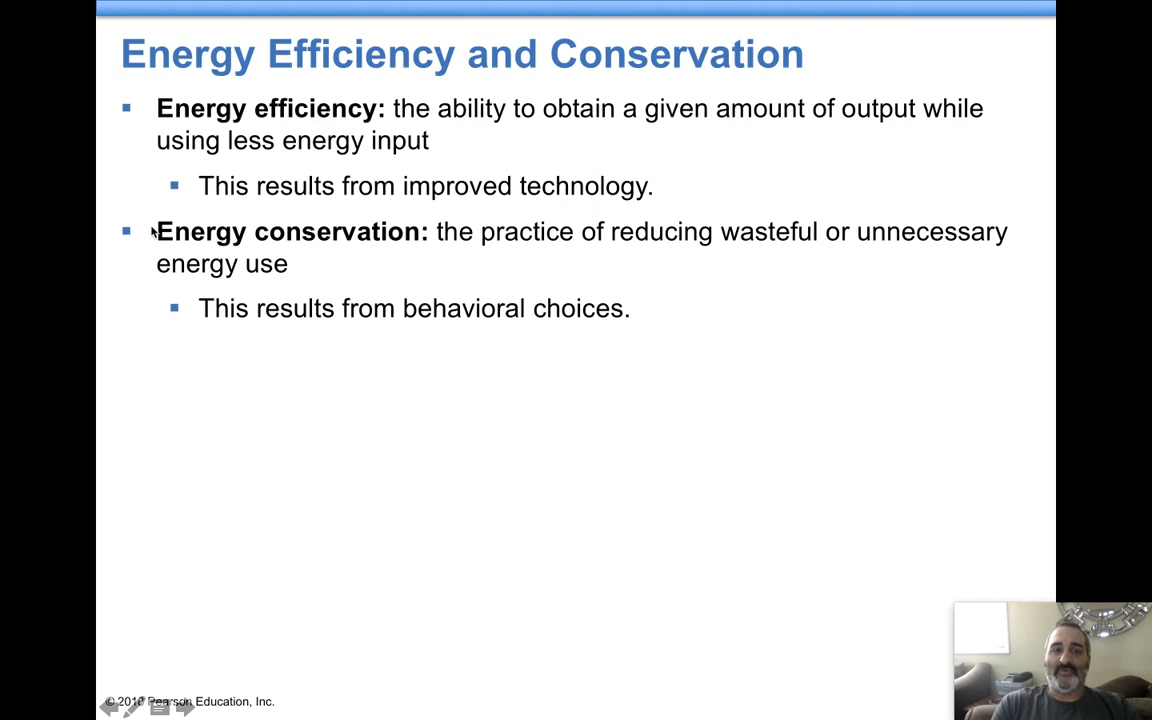 Energy Efficiency and Conservation
Energy efficiency: the ability to obtain a given amount of output while
using less energy input
This results from improved technology.
Energy conservation: the practice of reducing wasteful or unnecessary
energy use
This results from behavioral choices.
© 2018 Pearson Education, Inc.